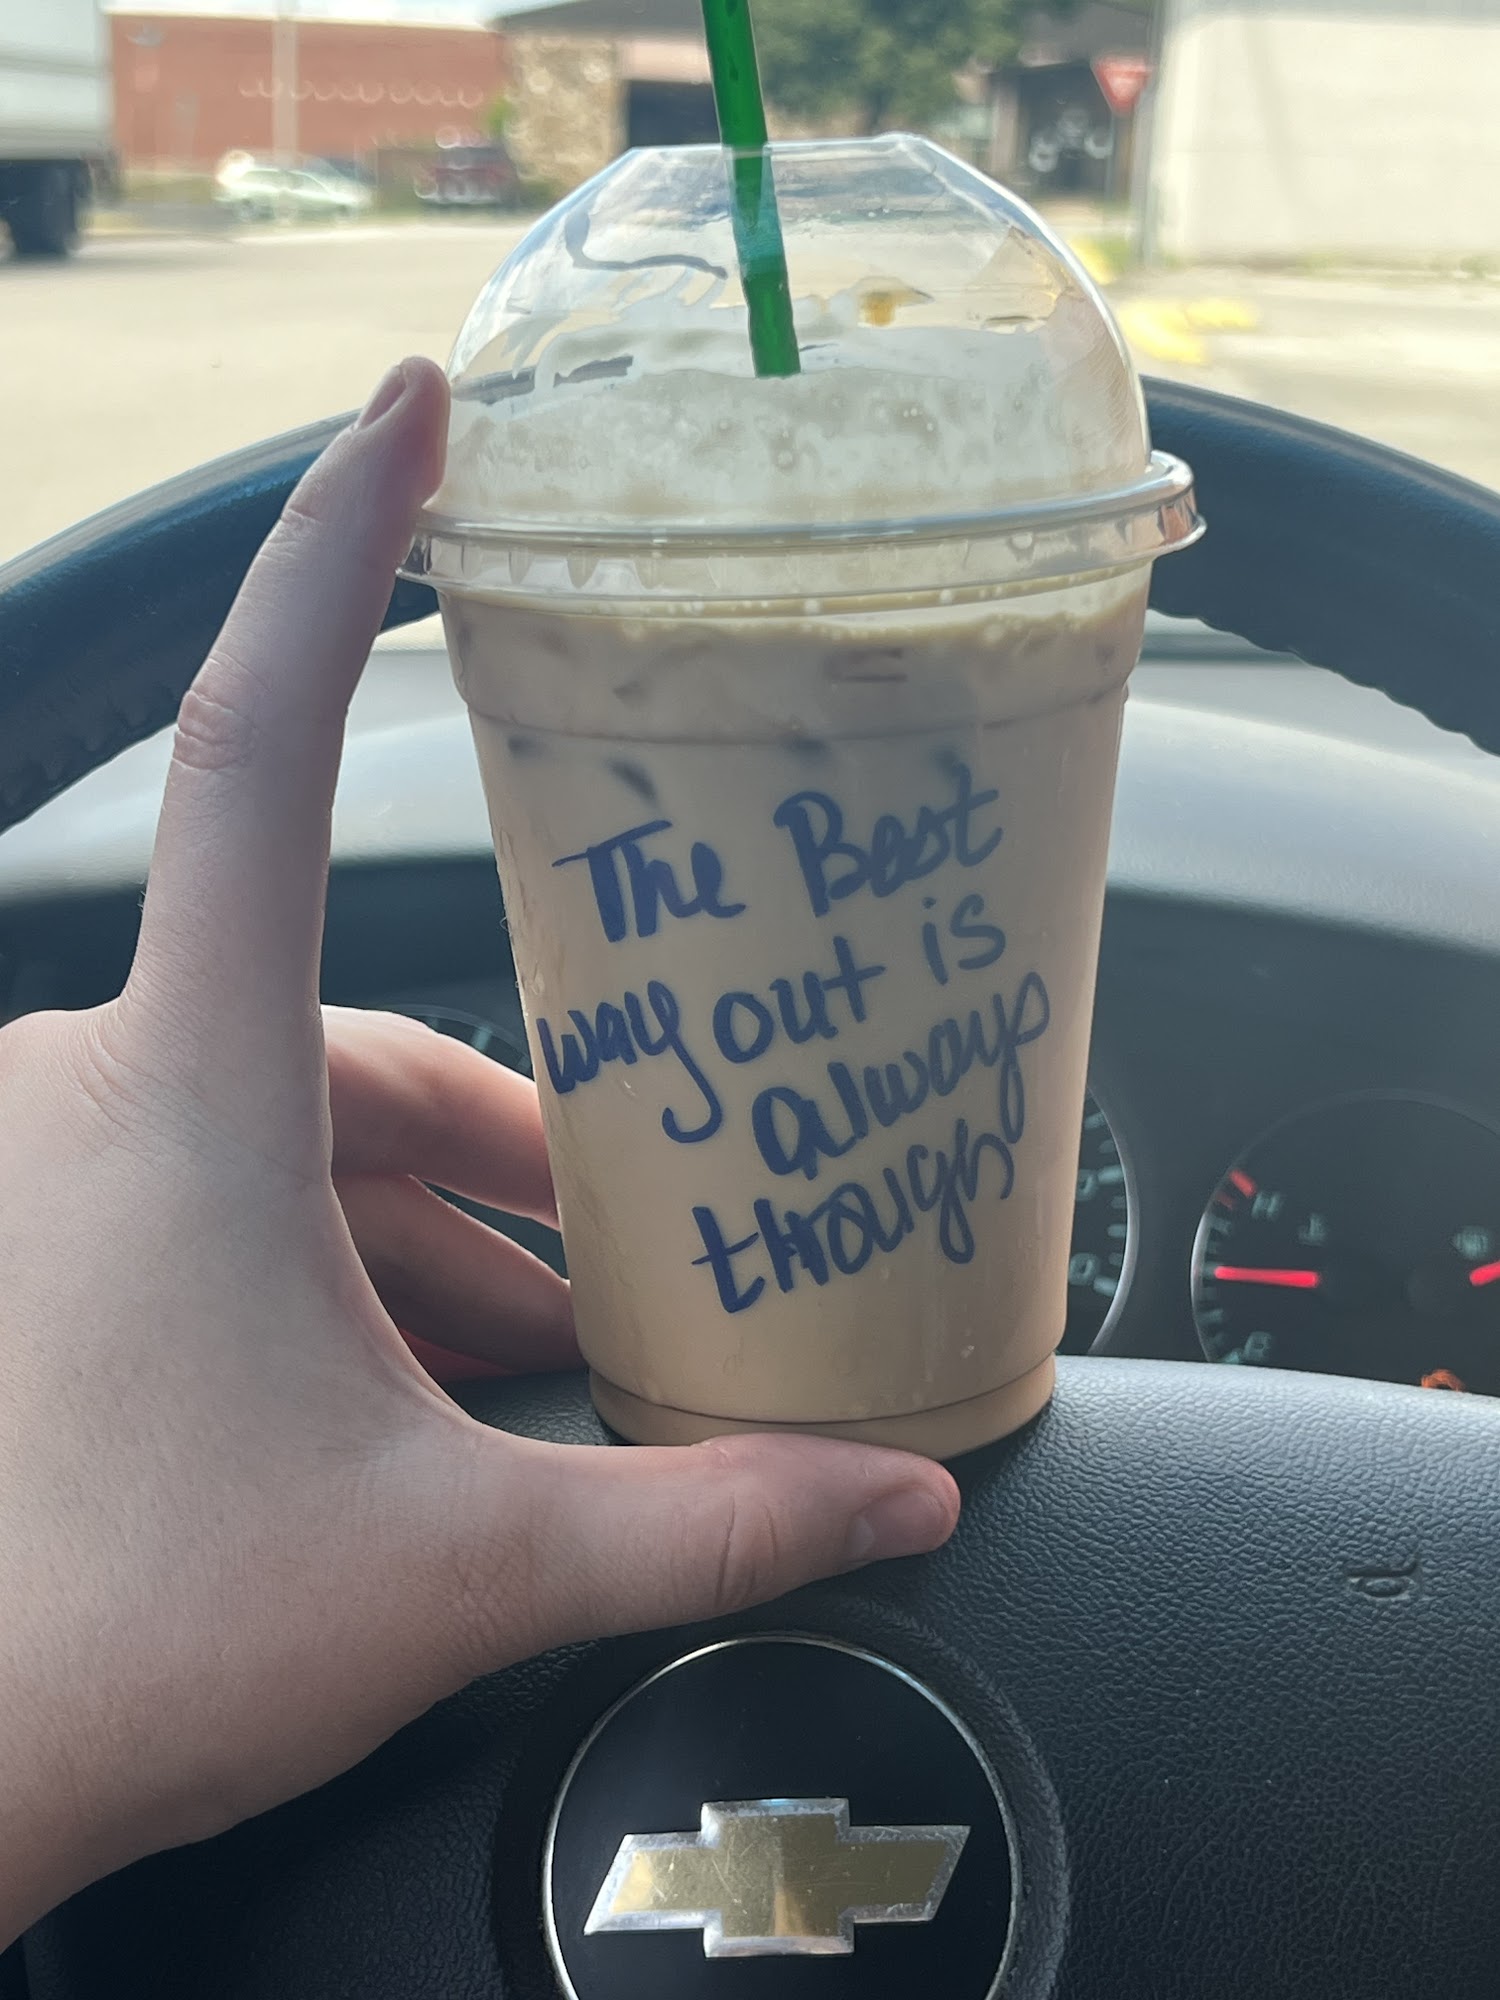 The Best
way out is
always
through
H